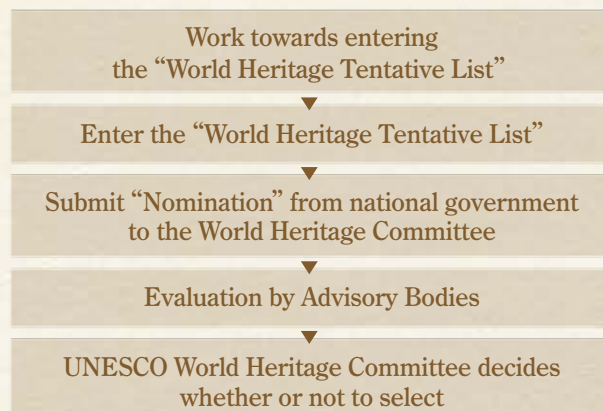 Work towards entering
the “World Heritage Tentative List”
Enter the “World Heritage Tentative List”
Submit “Nomination” from national government
to the World Heritage Committee
Evaluation by Advisory Bodies
UNESCO World Heritage Committee decides
whether or not to select